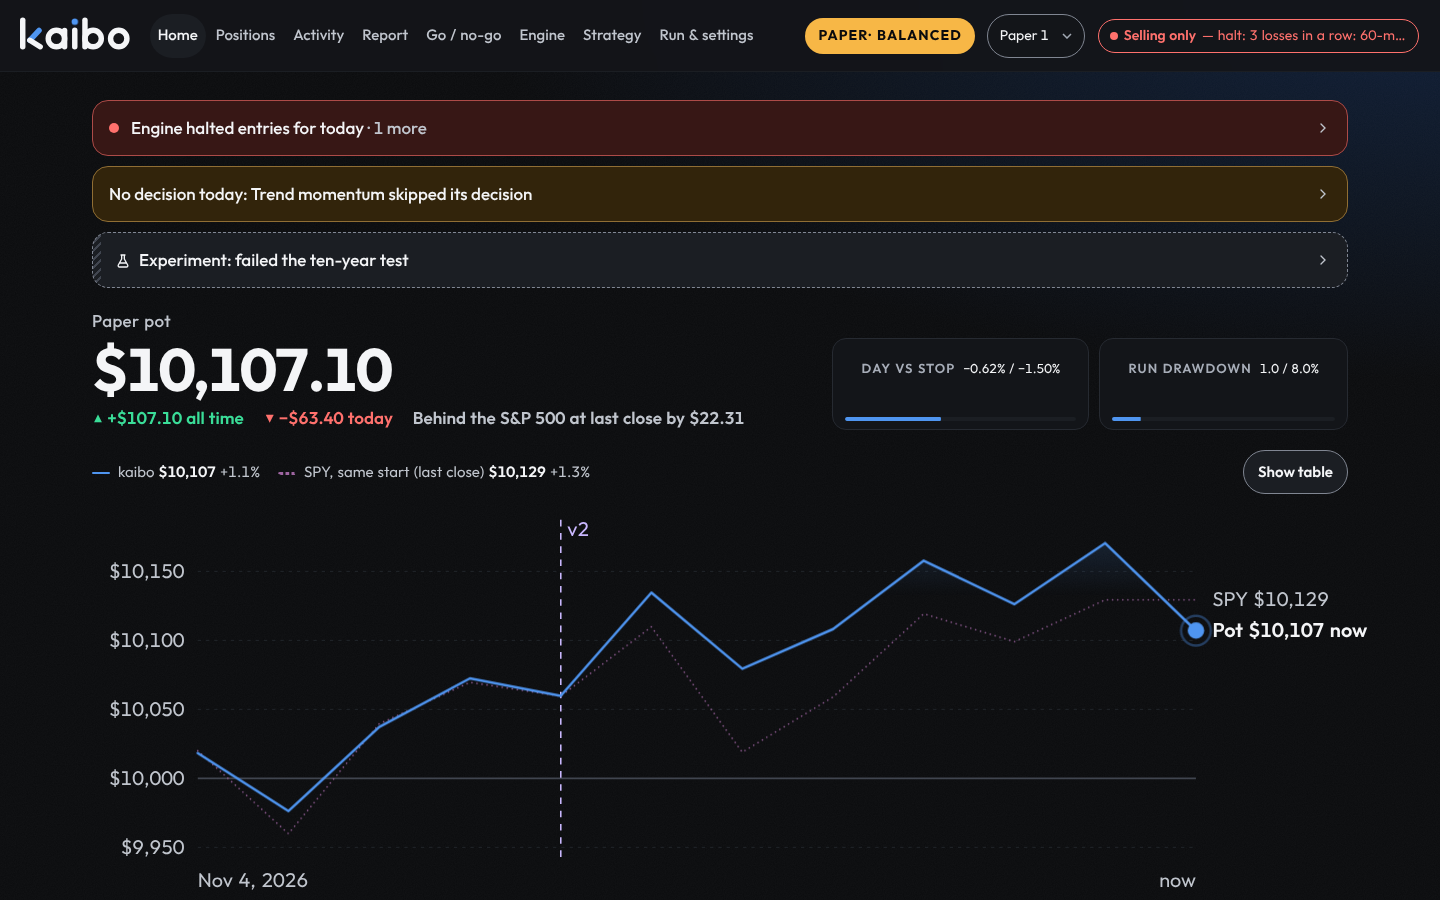 kaibo
Home Positions Activity Report Go / no-go Engine Strategy Run & settings PAPER· BALANCED Paper 1 Selling only — halt: 3 losses in a row: 60-m…
Engine halted entries for today · 1 more
No decision today: Trend momentum skipped its decision
Experiment: failed the ten-year test
Paper pot
$10,107.10
▲ +$107.10 all time ▼ −$63.40 today Behind the S&P 500 at last close by $22.31
DAY VS STOP −0.62% / −1.50%
RUN DRAWDOWN 1.0 / 8.0%
kaibo $10,107 +1.1% SPY, same start (last close) $10,129 +1.3%
Show table
v2
$10,150
SPY $10,129
Pot $10,107 now
$10,100
$10,050
$10,000
$9,950
Nov 4, 2026
now